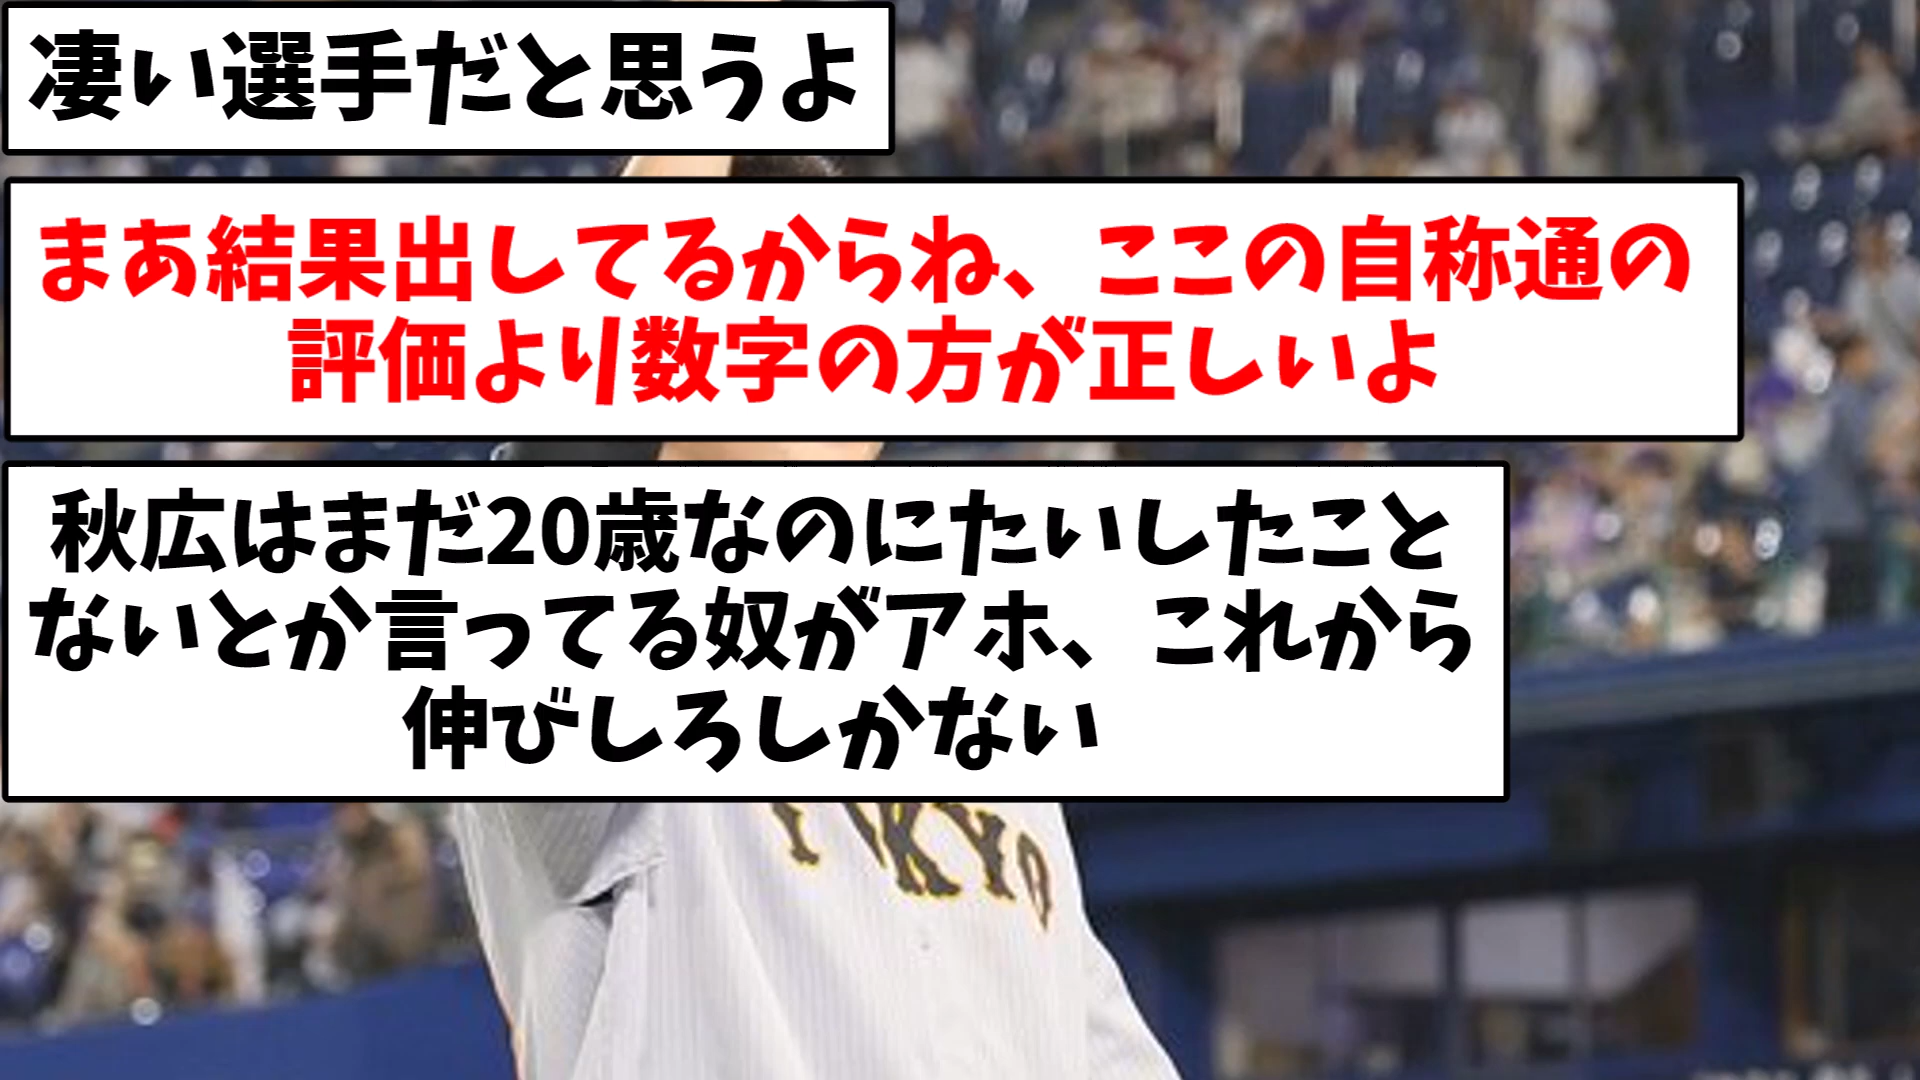 凄い選手だと思うよ
まあ結果出してるからね、ここの自称通の
評価より数字の方が正しいよ
秋広はまだ20歳なのにたいしたこと
ないとか言ってる奴がアホ、これから
伸びしろしかない
TOKYO